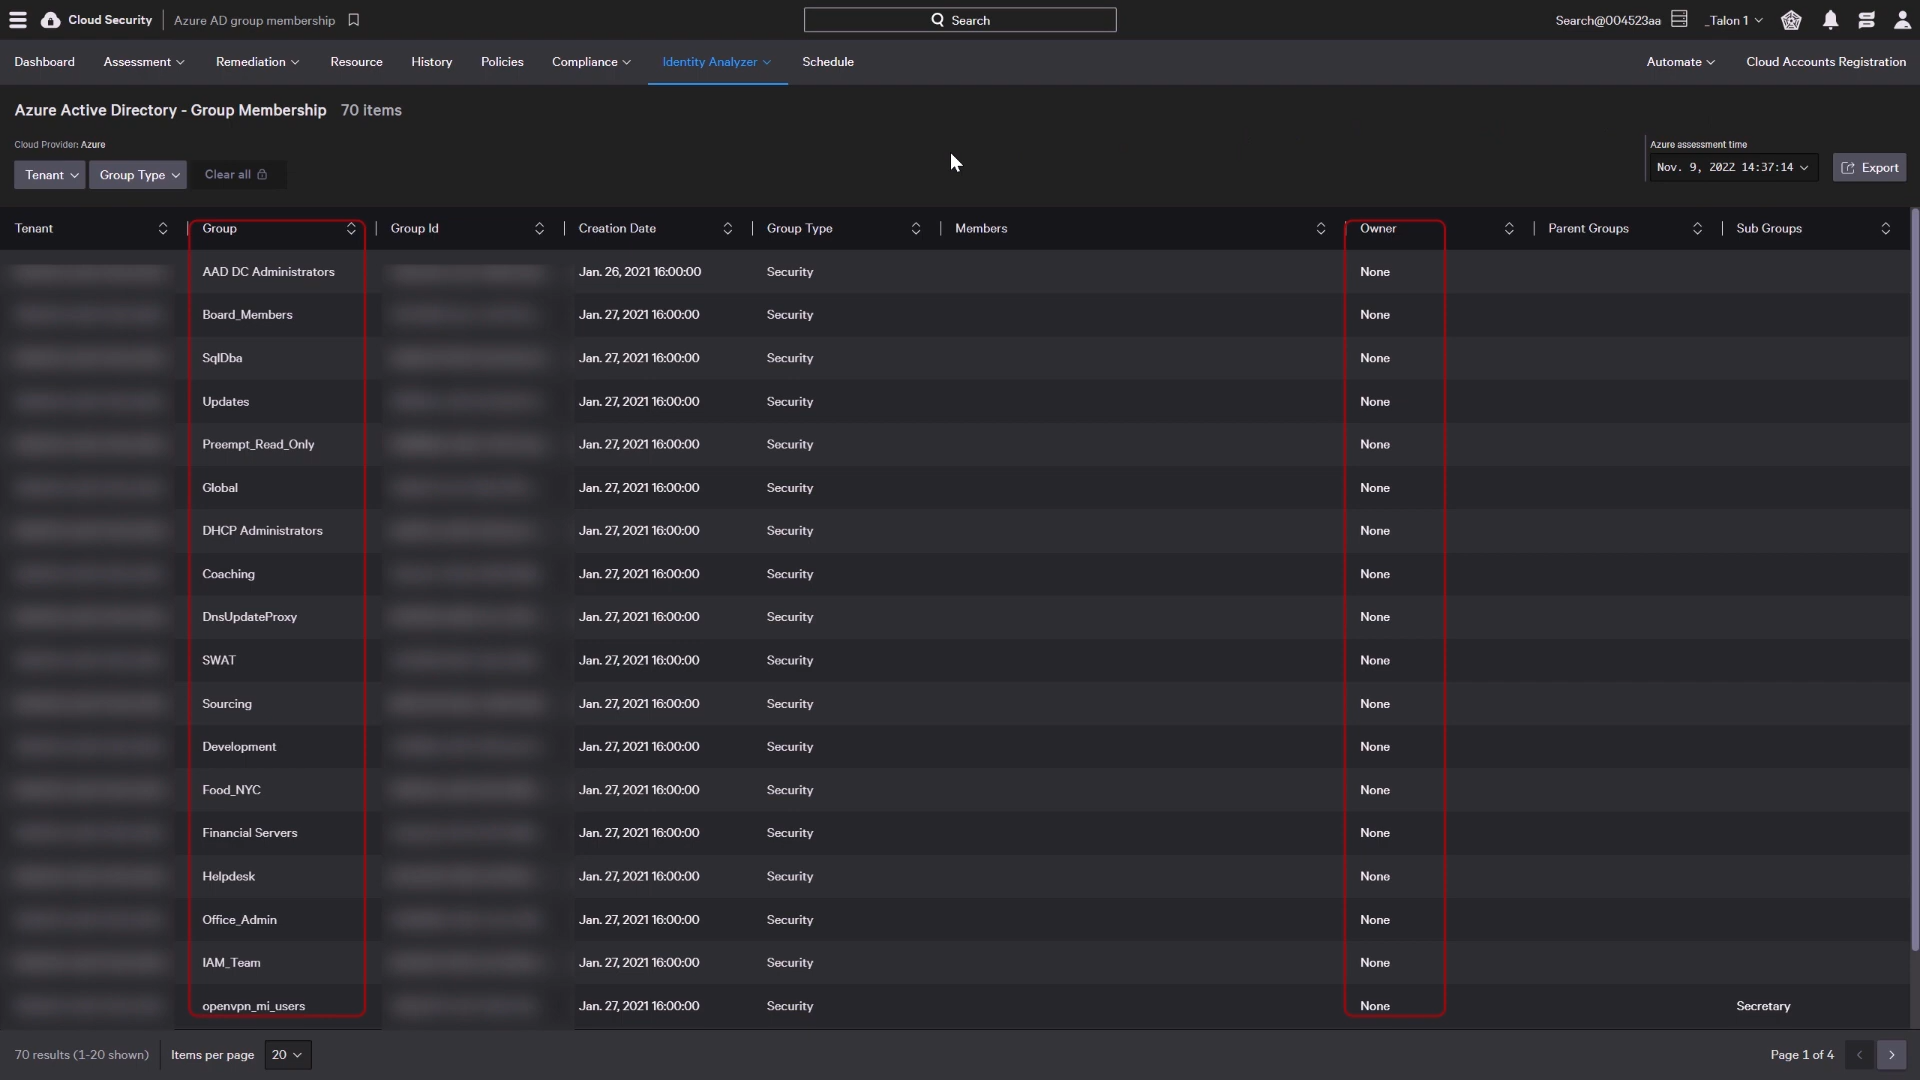 Cloud Security Azure AD group membership Search Search@004523aa _Talon 1
Dashboard Assessment Remediation Resource History Policies Compliance Identity Analyzer Schedule Automate Cloud Accounts Registration
Azure Active Directory - Group Membership 70 items
Cloud Provider: Azure Azure assessment time
Tenant Group Type Clear all Nov. 9, 2022 14:37:14 Export
Tenant Group Group Id Creation Date Group Type Members Owner Parent Groups Sub Groups
AAD DC Administrators Jan. 26, 2021 16:00:00 Security None
Board_Members Jan. 27, 2021 16:00:00 Security None
SqlDba Jan. 27, 2021 16:00:00 Security None
Updates Jan. 27, 2021 16:00:00 Security None
Preempt_Read_Only Jan. 27, 2021 16:00:00 Security None
Global Jan. 27, 2021 16:00:00 Security None
DHCP Administrators Jan. 27, 2021 16:00:00 Security None
Coaching Jan. 27, 2021 16:00:00 Security None
DnsUpdateProxy Jan. 27, 2021 16:00:00 Security None
SWAT Jan. 27, 2021 16:00:00 Security None
Sourcing Jan. 27, 2021 16:00:00 Security None
Development Jan. 27, 2021 16:00:00 Security None
Food_NYC Jan. 27, 2021 16:00:00 Security None
Financial Servers Jan. 27, 2021 16:00:00 Security None
Helpdesk Jan. 27, 2021 16:00:00 Security None
Office_Admin Jan. 27, 2021 16:00:00 Security None
IAM_Team Jan. 27, 2021 16:00:00 Security None
openvpn_mi_users Jan. 27, 2021 16:00:00 Security None Secretary
70 results (1-20 shown) Items per page 20 Page 1 of 4